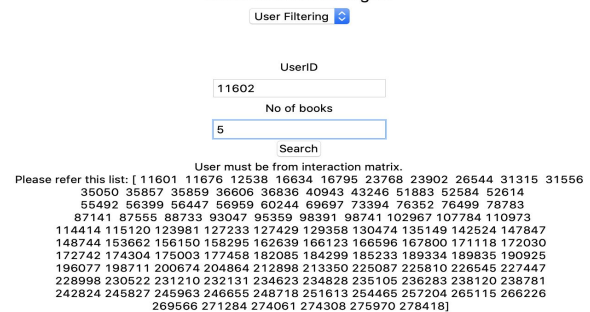 User Filtering
UserID
11602
No of books
5
Search
User must be from interaction matrix.
Please refer this list: [ 11601 11676 12538 16634 16795 23768 23902 26544 31315 31556
35050 35857 35859 36606 36836 40943 43246 51883 52584 52614
55492 56399 56447 56959 60244 69697 73394 76352 76499 78783
87141 87555 88733 93047 95359 98391 98741 102967 107784 110973
114414 115120 123981 127233 127429 129358 130474 135149 142524 147847
148744 153662 156150 158295 162639 166123 166596 167800 171118 172030
172742 174304 175003 177458 182085 184299 185233 189334 189835 190925
196077 198711 200674 204864 212898 213350 225087 225810 226545 227447
228998 230522 231210 232131 234623 234828 235105 236283 238120 238781
242824 245827 245963 246655 248718 251613 254465 257204 265115 266226
269566 271284 274061 274308 275970 278418]